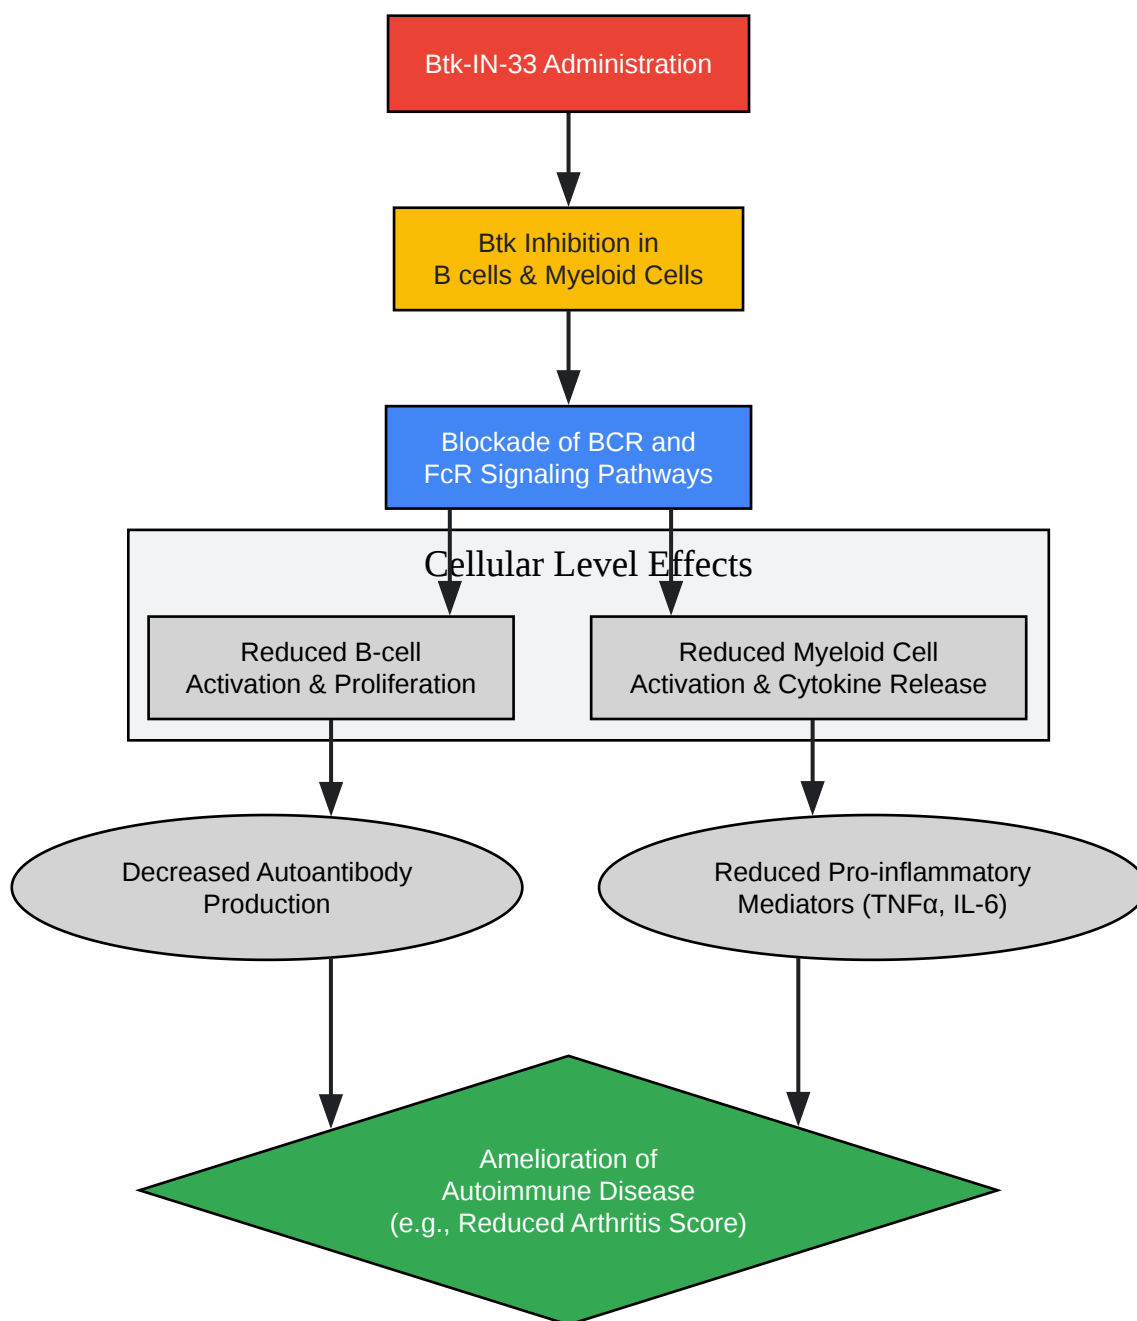 Btk-IN-33 Administration
Btk Inhibition in
B cells & Myeloid Cells
Blockade of BCR and
FcR Signaling Pathways
Cellular Level Effects
Reduced B-cell
Activation & Proliferation
Reduced Myeloid Cell
Activation & Cytokine Release
Decreased Autoantibody
Production
Reduced Pro-inflammatory
Mediators (TNFα, IL-6)
Amelioration of
Autoimmune Disease
(e.g., Reduced Arthritis Score)